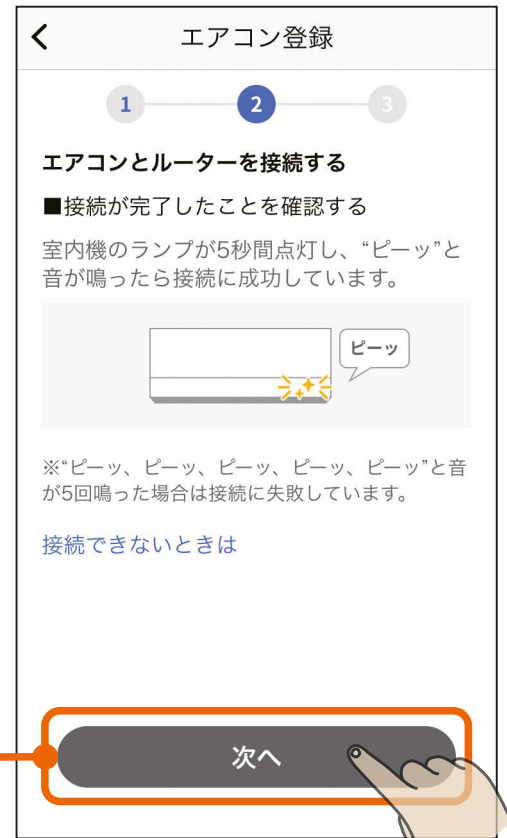 エアコン登録
1 2 3
エアコンとルーターを接続する
■接続が完了したことを確認する
室内機のランプが5秒間点灯し、“ピーッ”と
音が鳴ったら接続に成功しています。
ピーッ
※“ピーッ、ピーッ、ピーッ、ピーッ、ピーッ”と音
が5回鳴った場合は接続に失敗しています。
接続できないときは
次へ